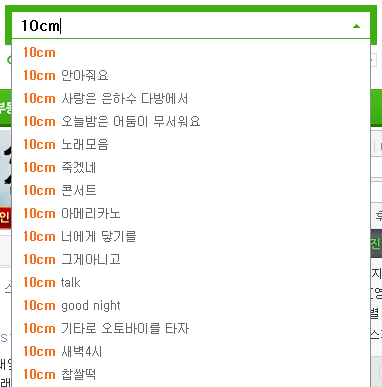 10cm
10cm
10cm 안아줘요
10cm 사랑은 은하수 다방에서
10cm 오늘밤은 어둠이 무서워요
10cm 노래모음
10cm 죽겠네
10cm 콘서트
10cm 아메리카노
10cm 너에게 닿기를
10cm 그게아니고
10cm talk
10cm good night
10cm 기타로 오토바이를 타자
10cm 새벽4시
10cm 찹쌀떡